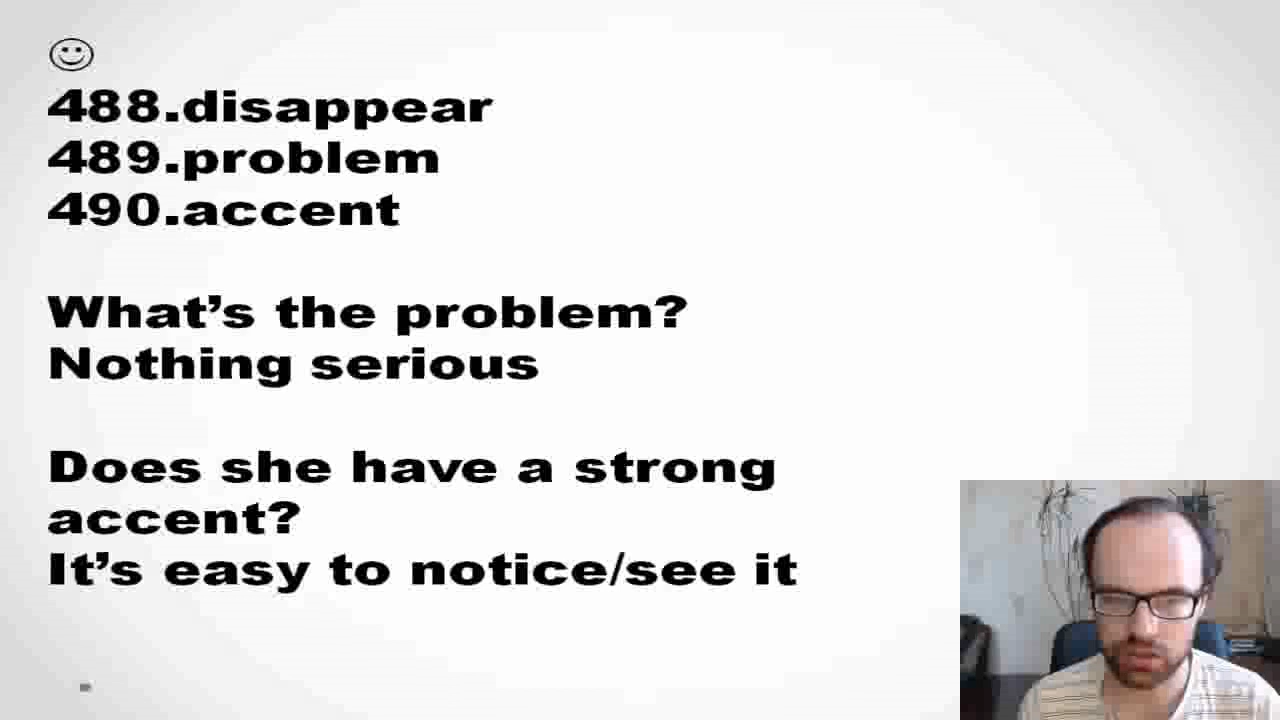 ☺
488.disappear
489.problem
490.accent
What’s the problem?
Nothing serious
Does she have a strong
accent?
It’s easy to notice/see it